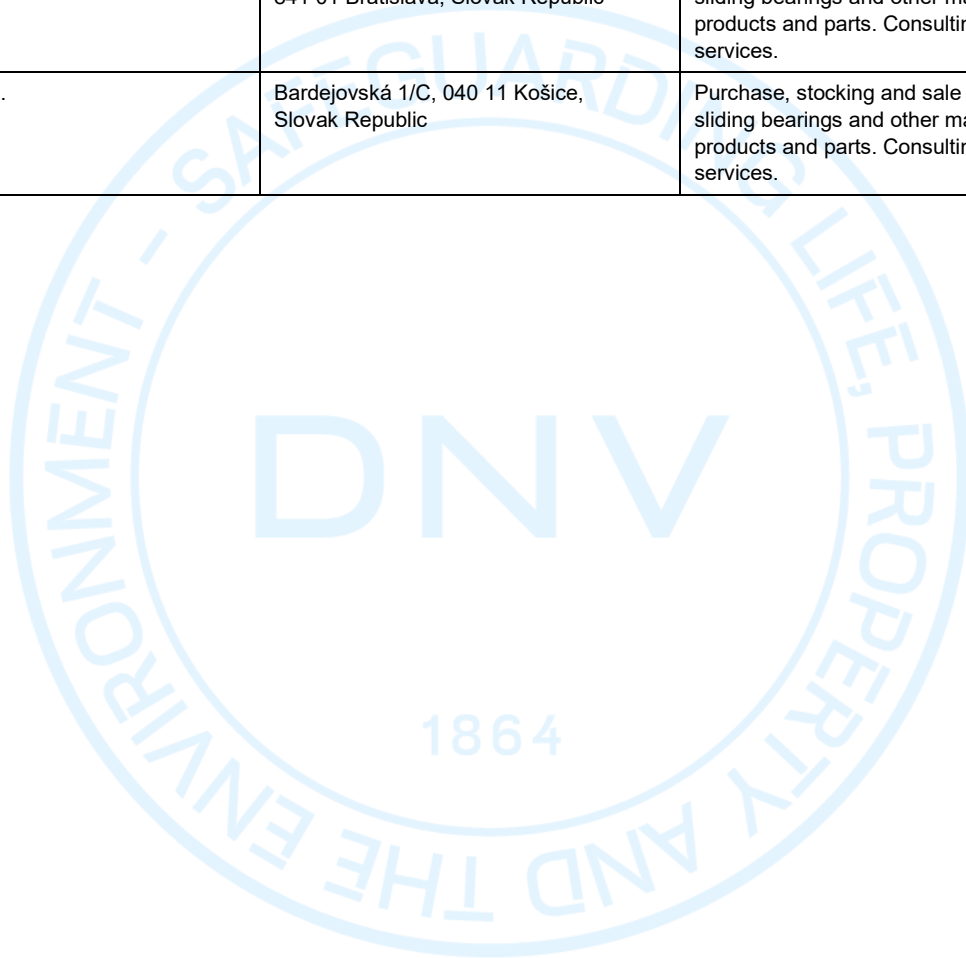 841 01 Bratislava, Slovak Republic
sliding bearings and other ma
products and parts. Consultin
services.
.
Bardejovská 1/C, 040 11 Košice,
Slovak Republic
Purchase, stocking and sale
sliding bearings and other ma
products and parts. Consultin
services.
SAFEGUARDING LIFE, PROPERTY AND THE ENVIRONMENT -
DNV
1864